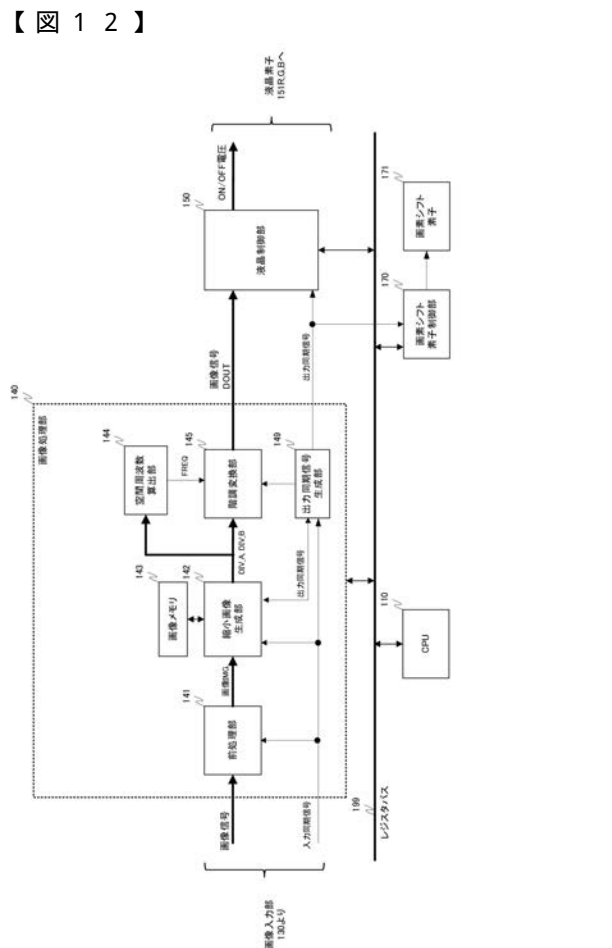 【図１２】
画像入力部
130より
画像信号
入力同期信号
199
レジスタバス
140
画像処理部
141
前処理部
画像IMG
143
画像メモリ
142
縮小画像
生成部
DIV.A, DIV.B
出力同期信号
144
空間周波数
算出部
FREQ
145
階調変換部
149
出力同期信号
生成部
110
CPU
画像信号
DOUT
出力同期信号
150
液晶制御部
ON/OFF電圧
170
画素シフト
素子制御部
171
画素シフト
素子
液晶素子
151R,G,Bへ